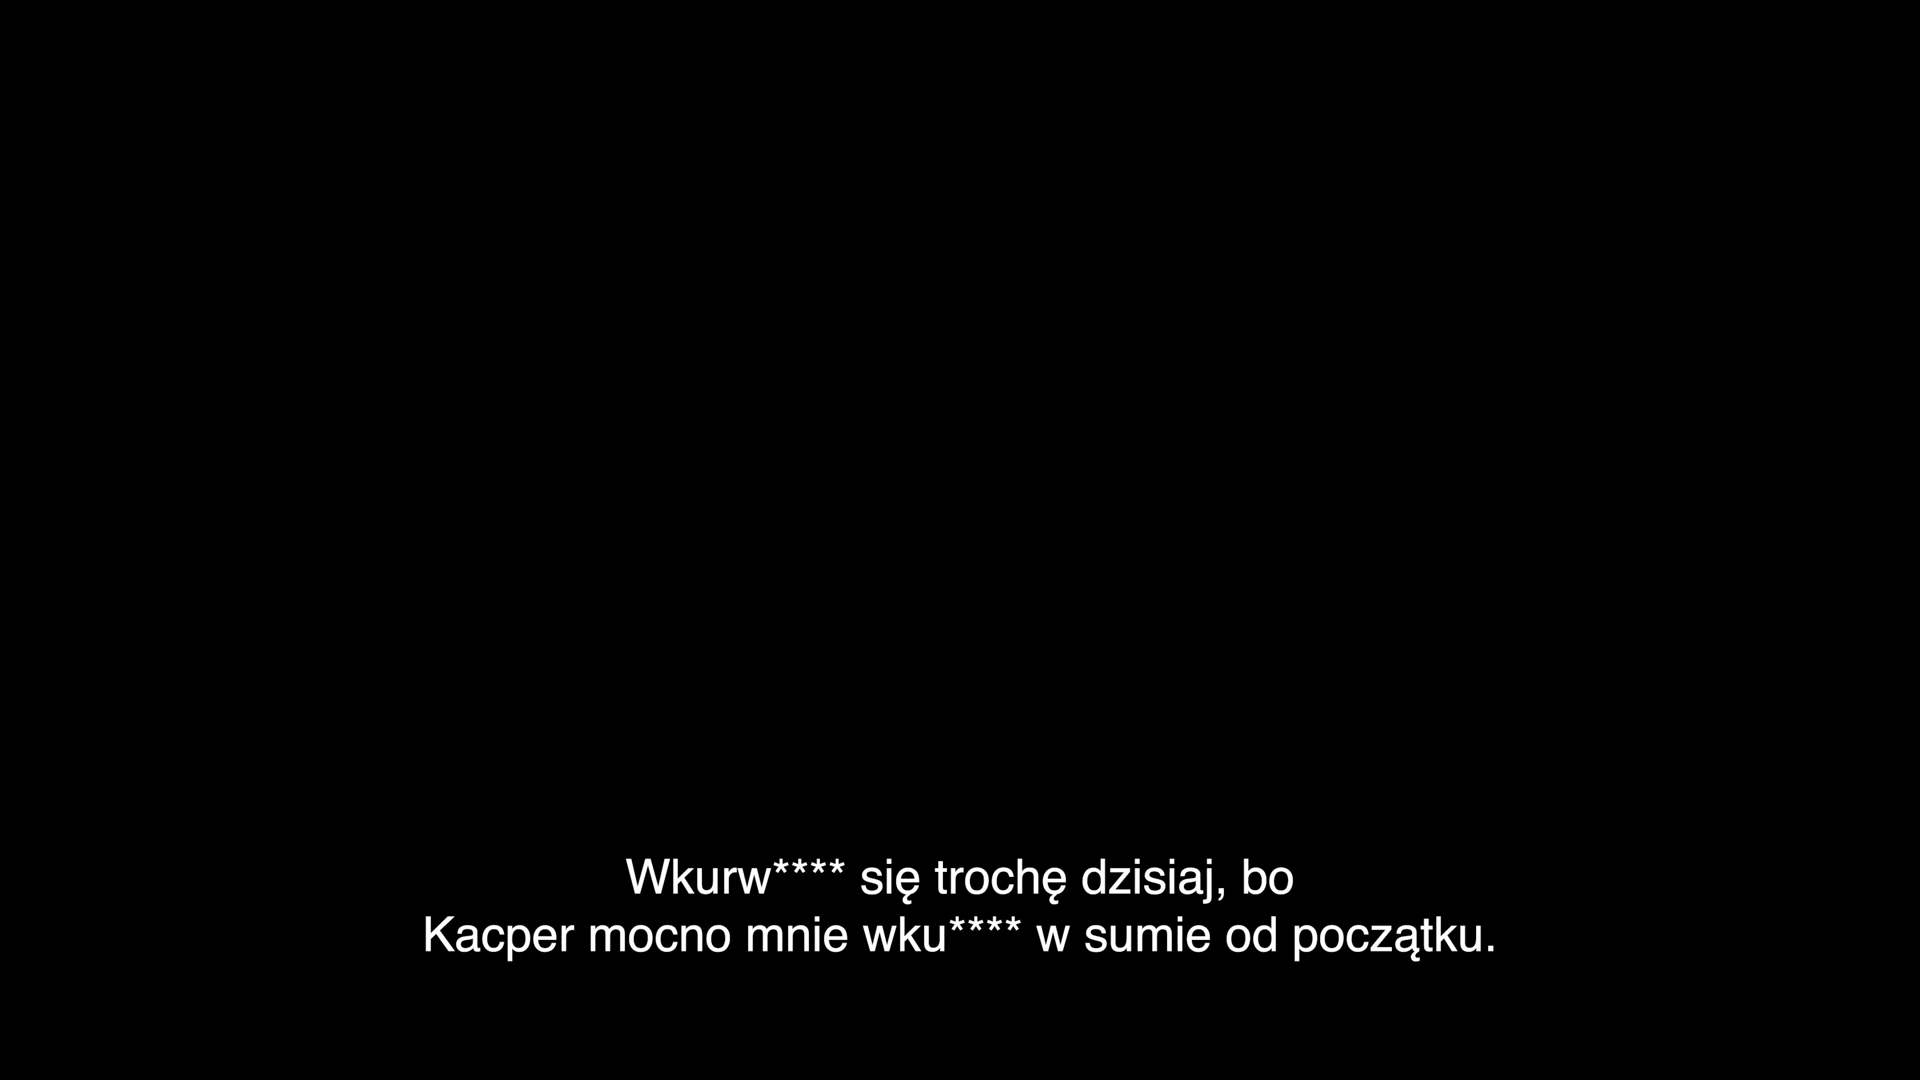 Wkurw**** się trochę dzisiaj, bo
Kacper mocno mnie wku**** w sumie od początku.